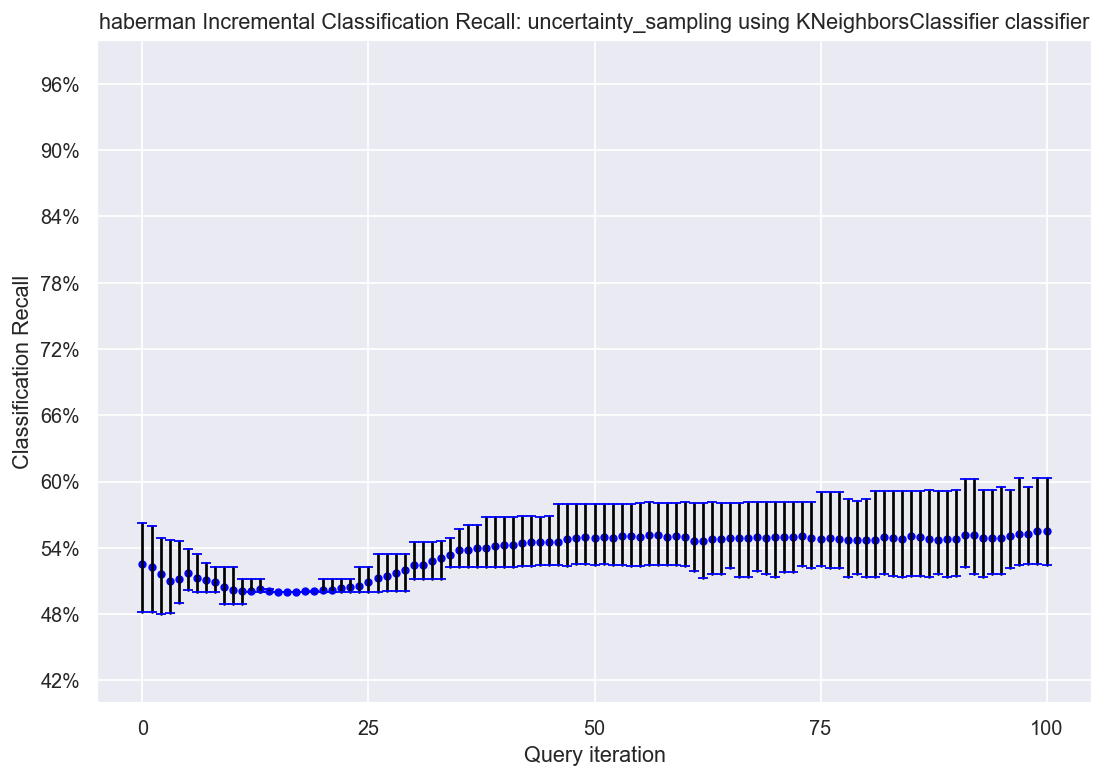 haberman Incremental Classification Recall: uncertainty_sampling using KNeighborsClassifier classifier
96%
90%
84%
78%
72%
66%
60%
54%
48%
42%
Classification Recall
0 25 50 75 100
Query iteration